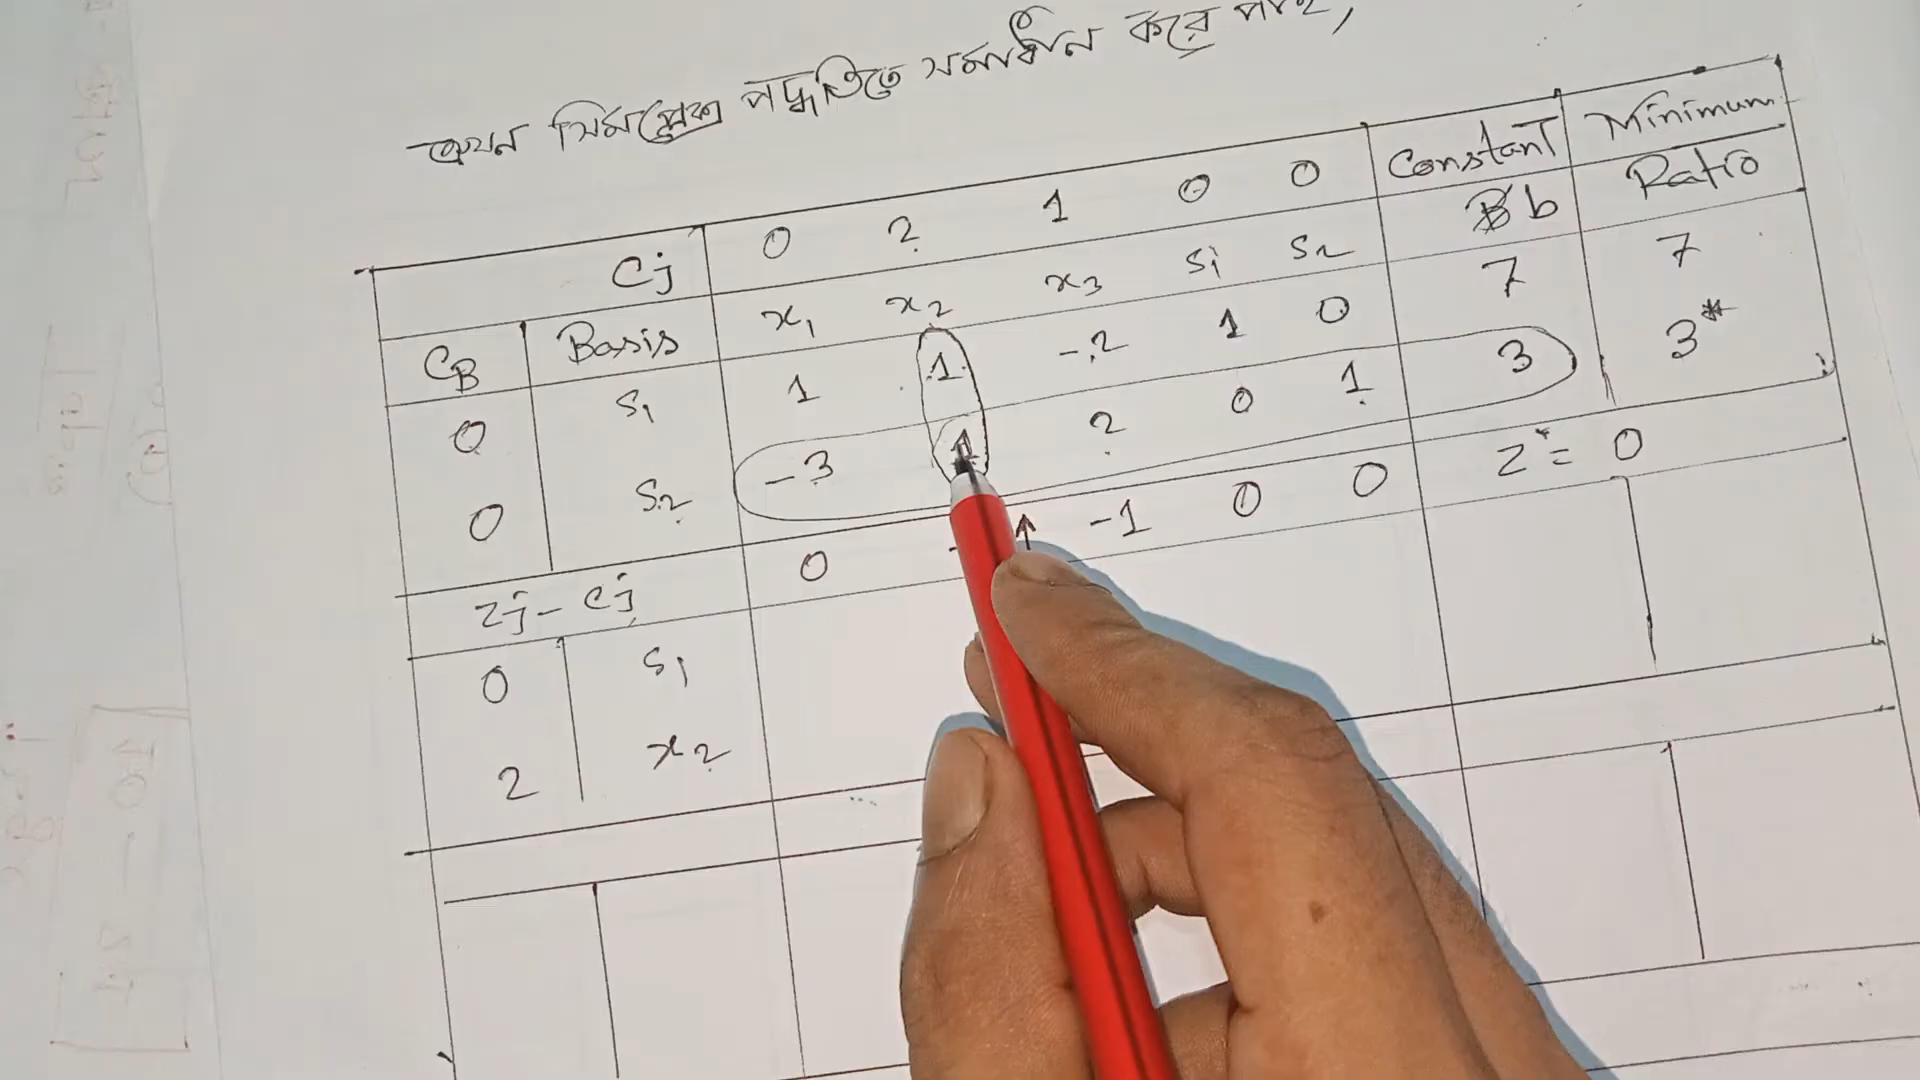 এখন সিমপ্লেক্স পদ্ধতিতে সমাধান করে পাই,
Cj 0 2 1 0 0 Constant Minimum
CB Basis x1 x2 x3 s1 s2 b Ratio
0 s1 1 1 -2 1 0 7 7
0 s2 -3 1 2 0 1 3 3*
zj - cj 0 ↑ -1 0 0 z* = 0
0 s1
2 x2